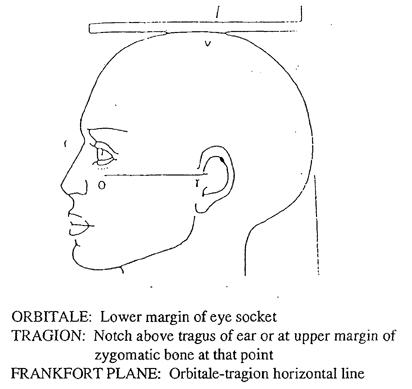 V
O
T
ORBITALE: Lower margin of eye socket
TRAGION: Notch above tragus of ear or at upper margin of
zygomatic bone at that point
FRANKFORT PLANE: Orbitale-tragion horizontal line